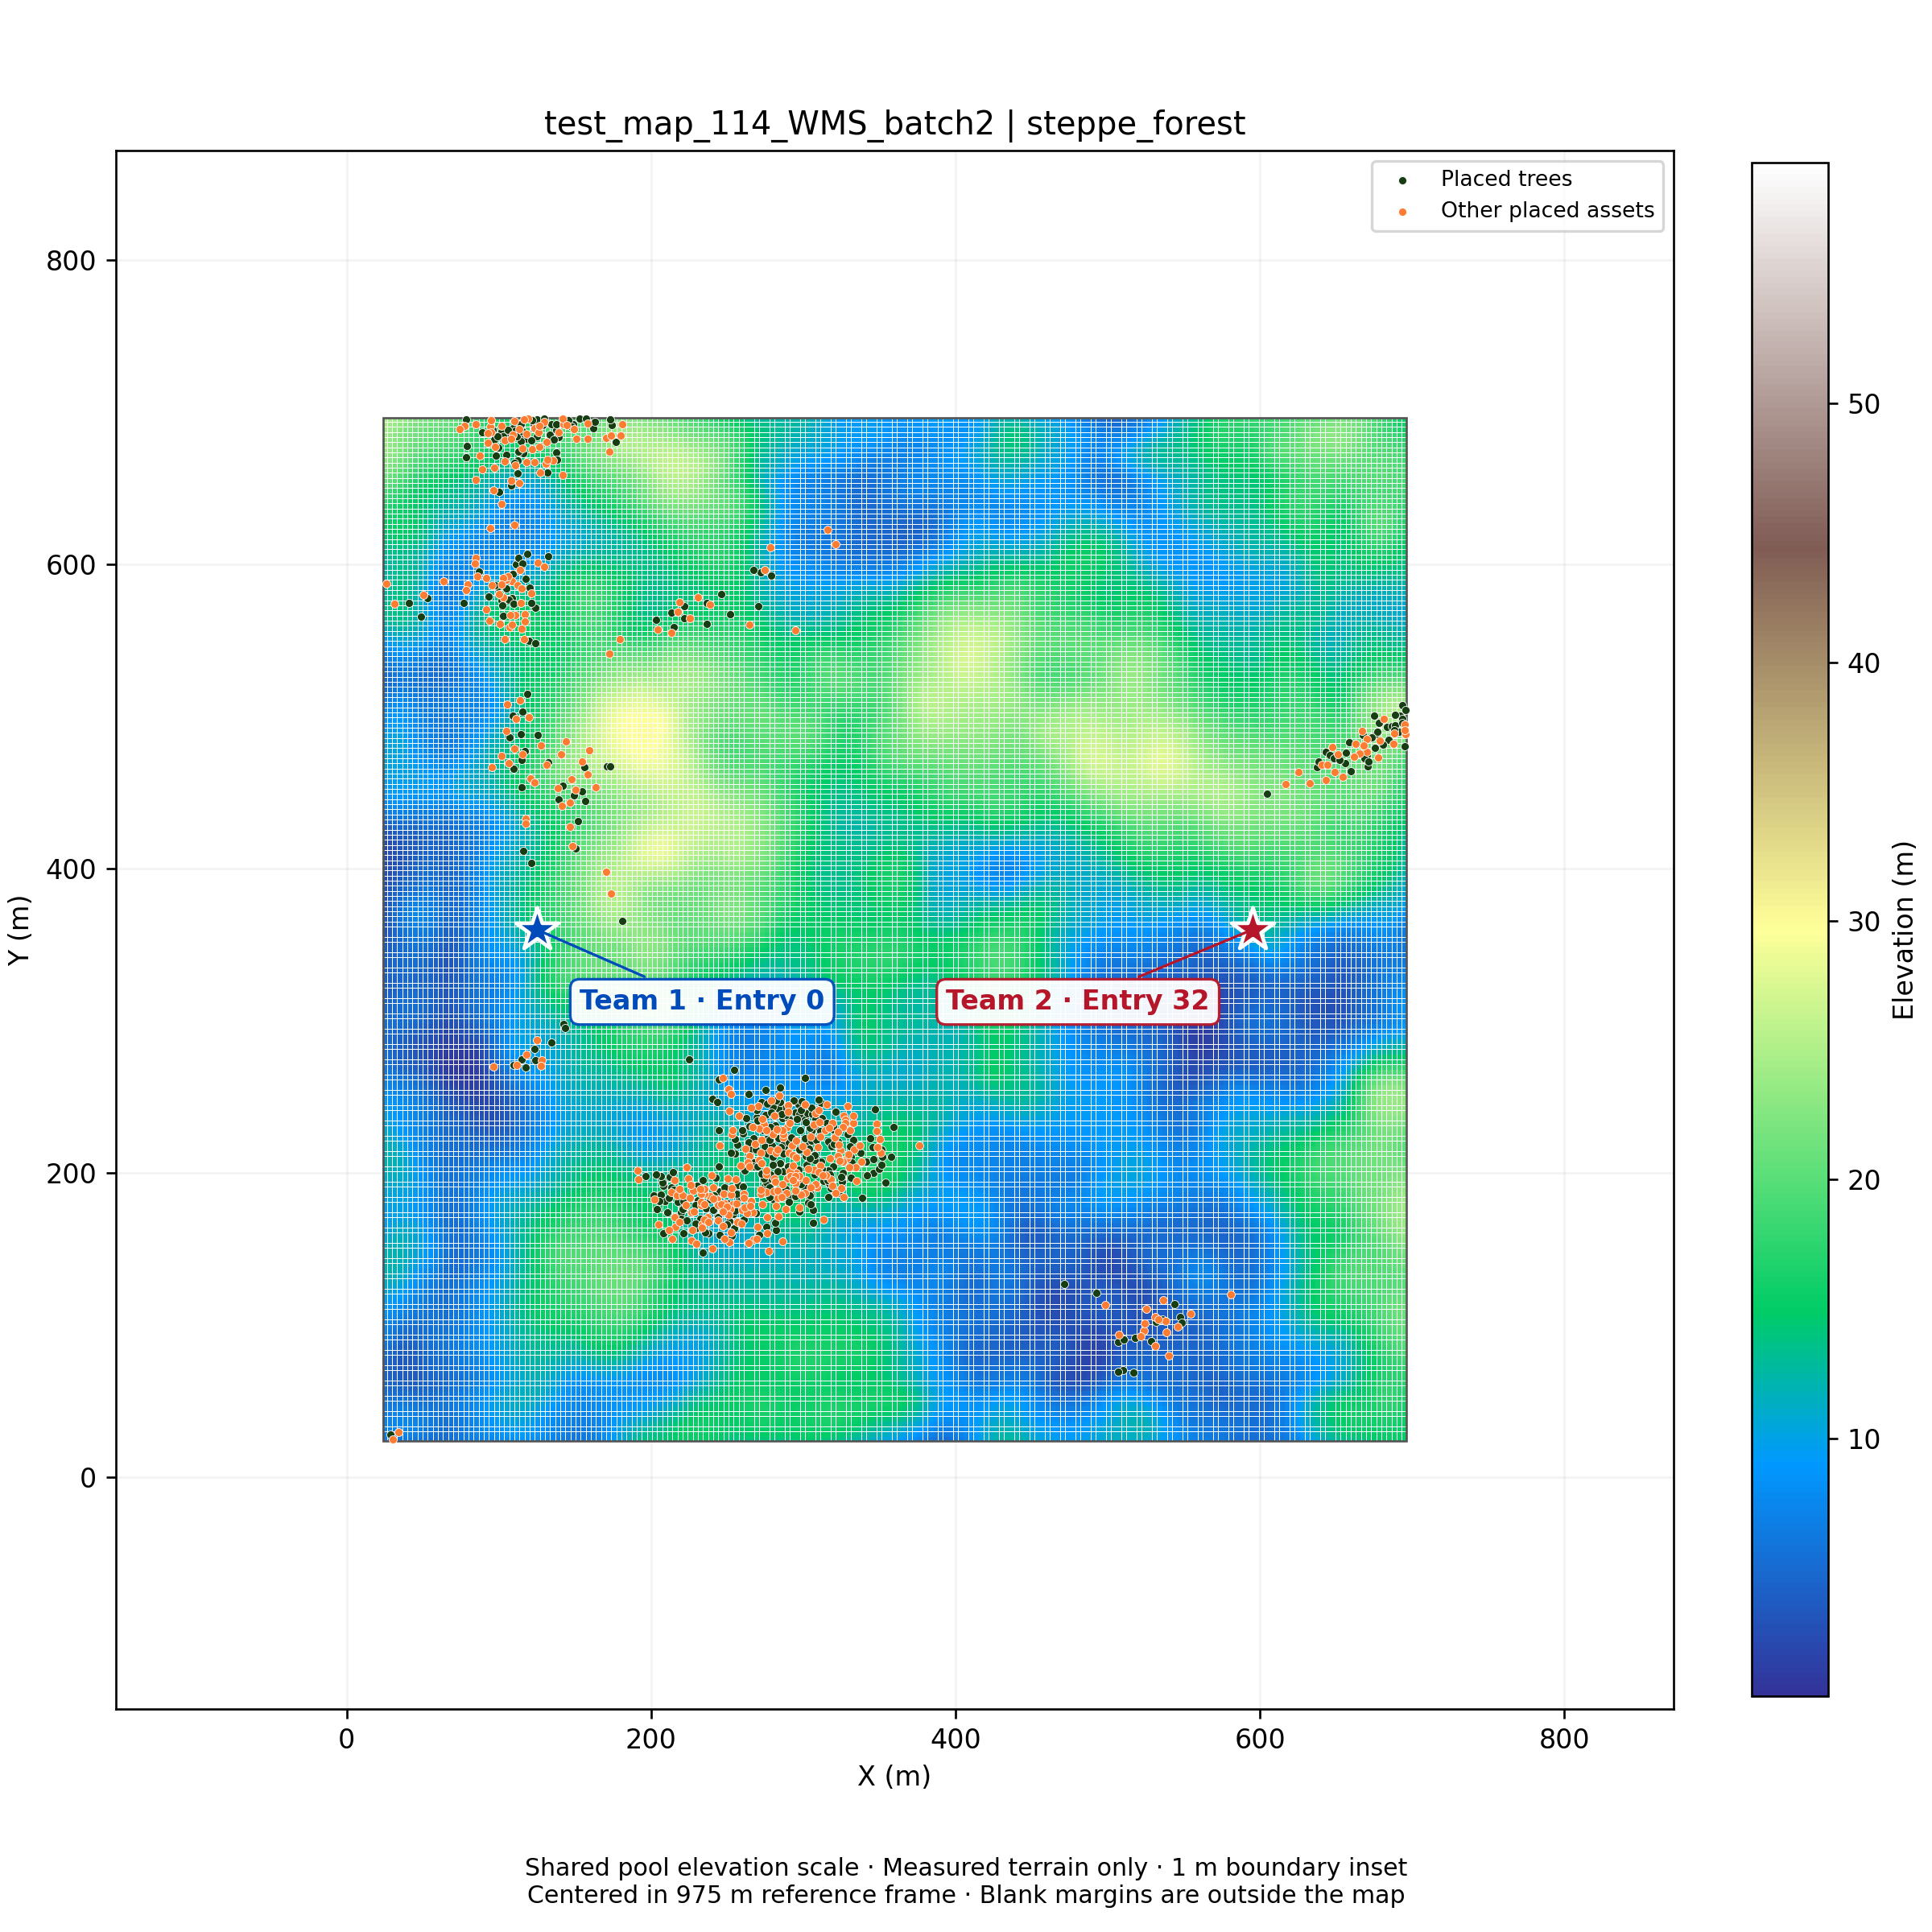 test_map_114_WMS_batch2 | steppe_forest
Placed trees
Other placed assets
800
600
400
200
0
Y (m)
Team 1 · Entry 0
Team 2 · Entry 32
0
200
400
600
800
X (m)
50
40
30
20
10
Elevation (m)
Shared pool elevation scale · Measured terrain only · 1 m boundary inset
Centered in 975 m reference frame · Blank margins are outside the map